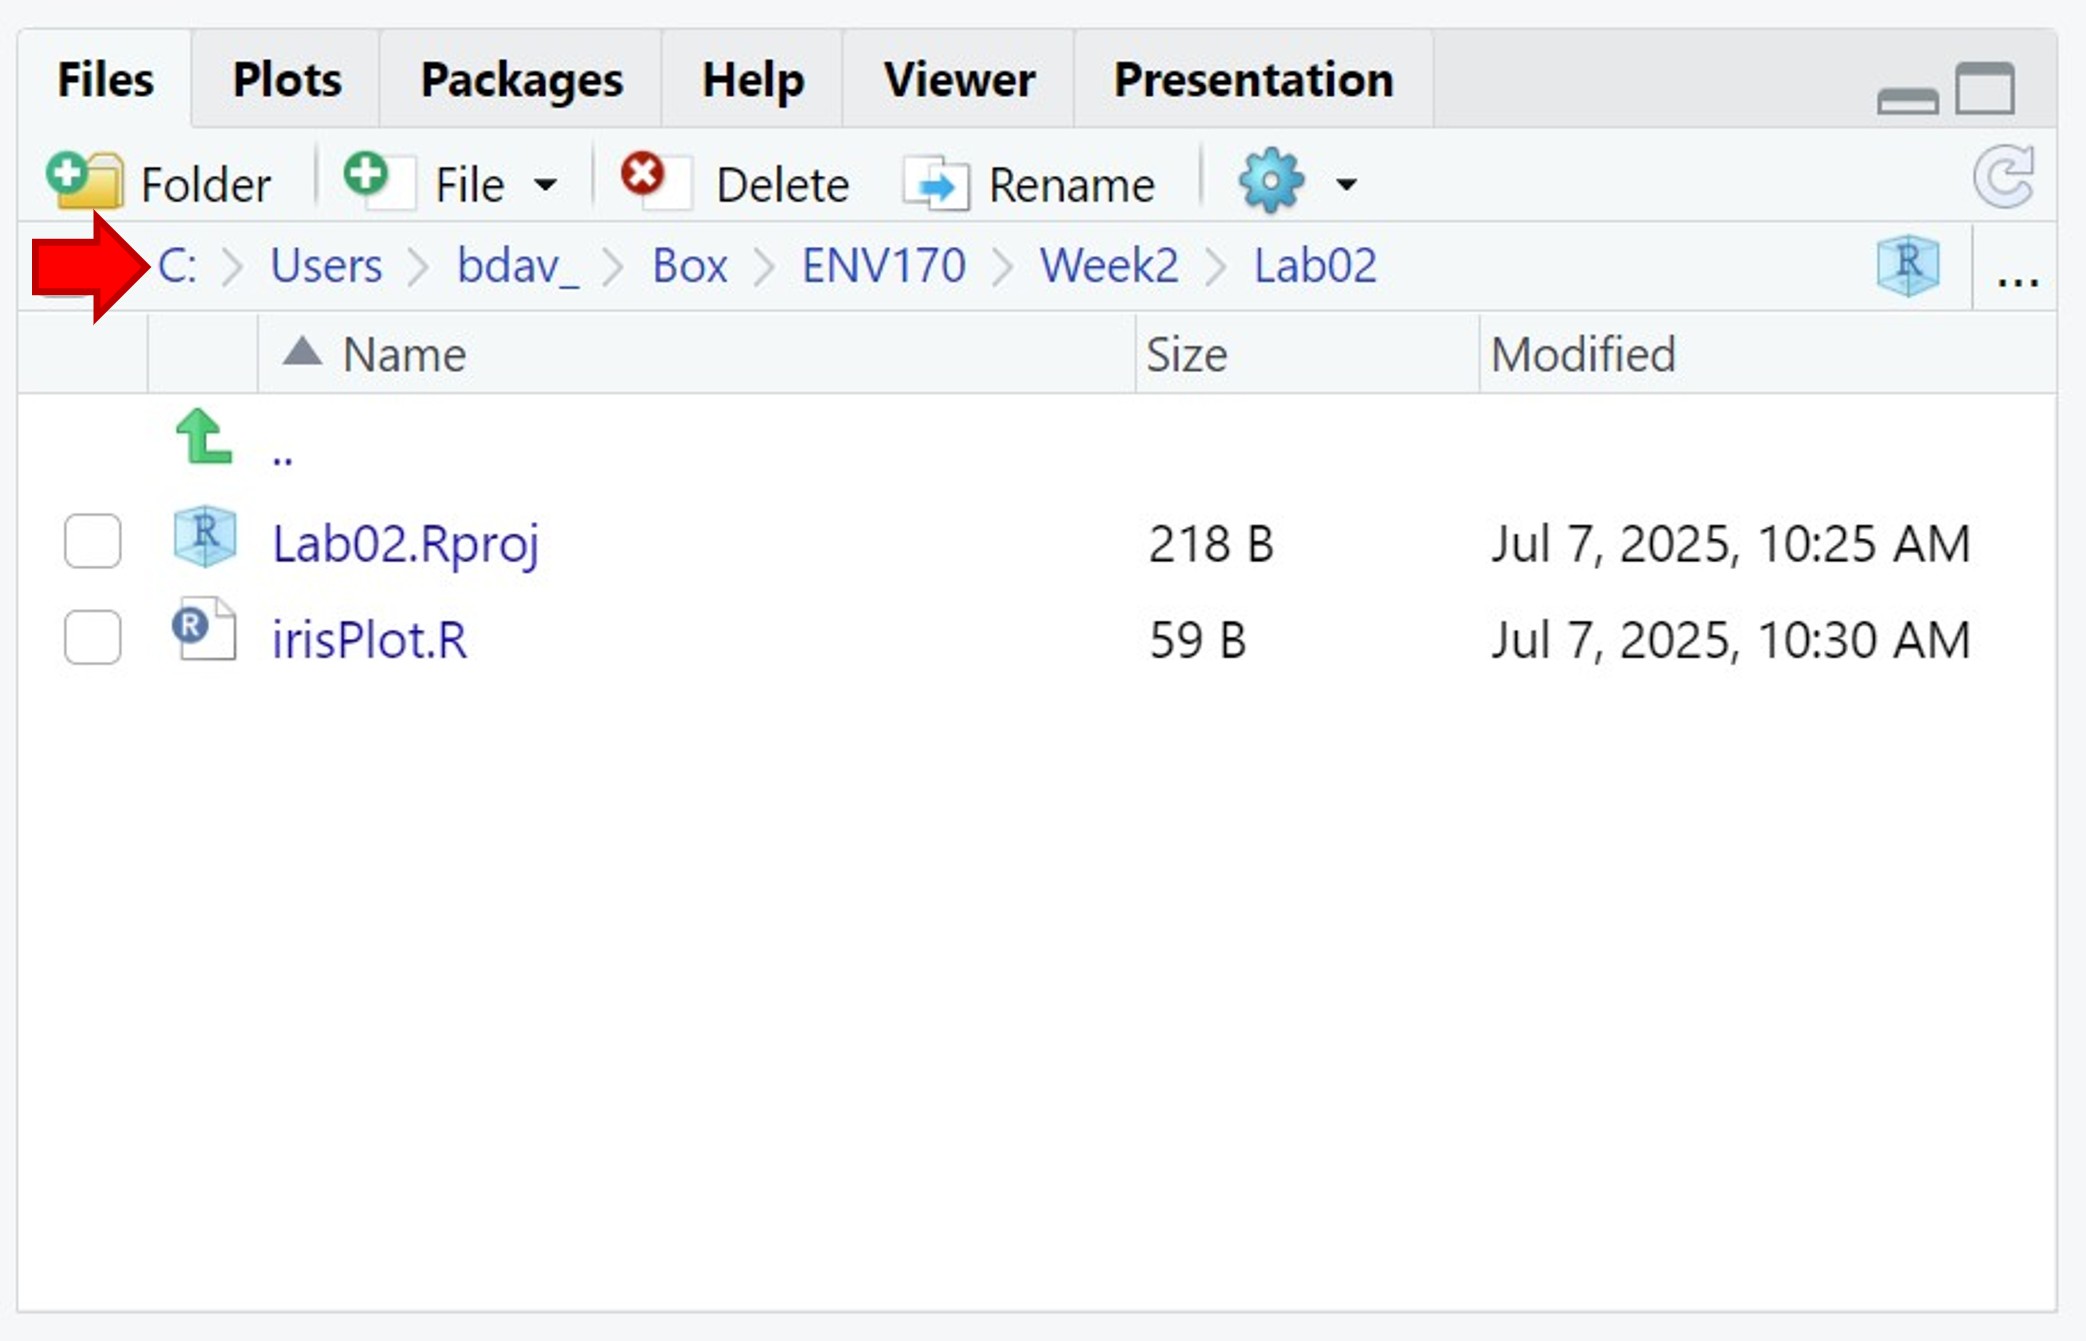 Files Plots Packages Help Viewer Presentation
Folder File Delete Rename
C: Users bdav_ Box ENV170 Week2 Lab02 R ...
Name Size Modified
..
R Lab02.Rproj 218 B Jul 7, 2025, 10:25 AM
R irisPlot.R 59 B Jul 7, 2025, 10:30 AM